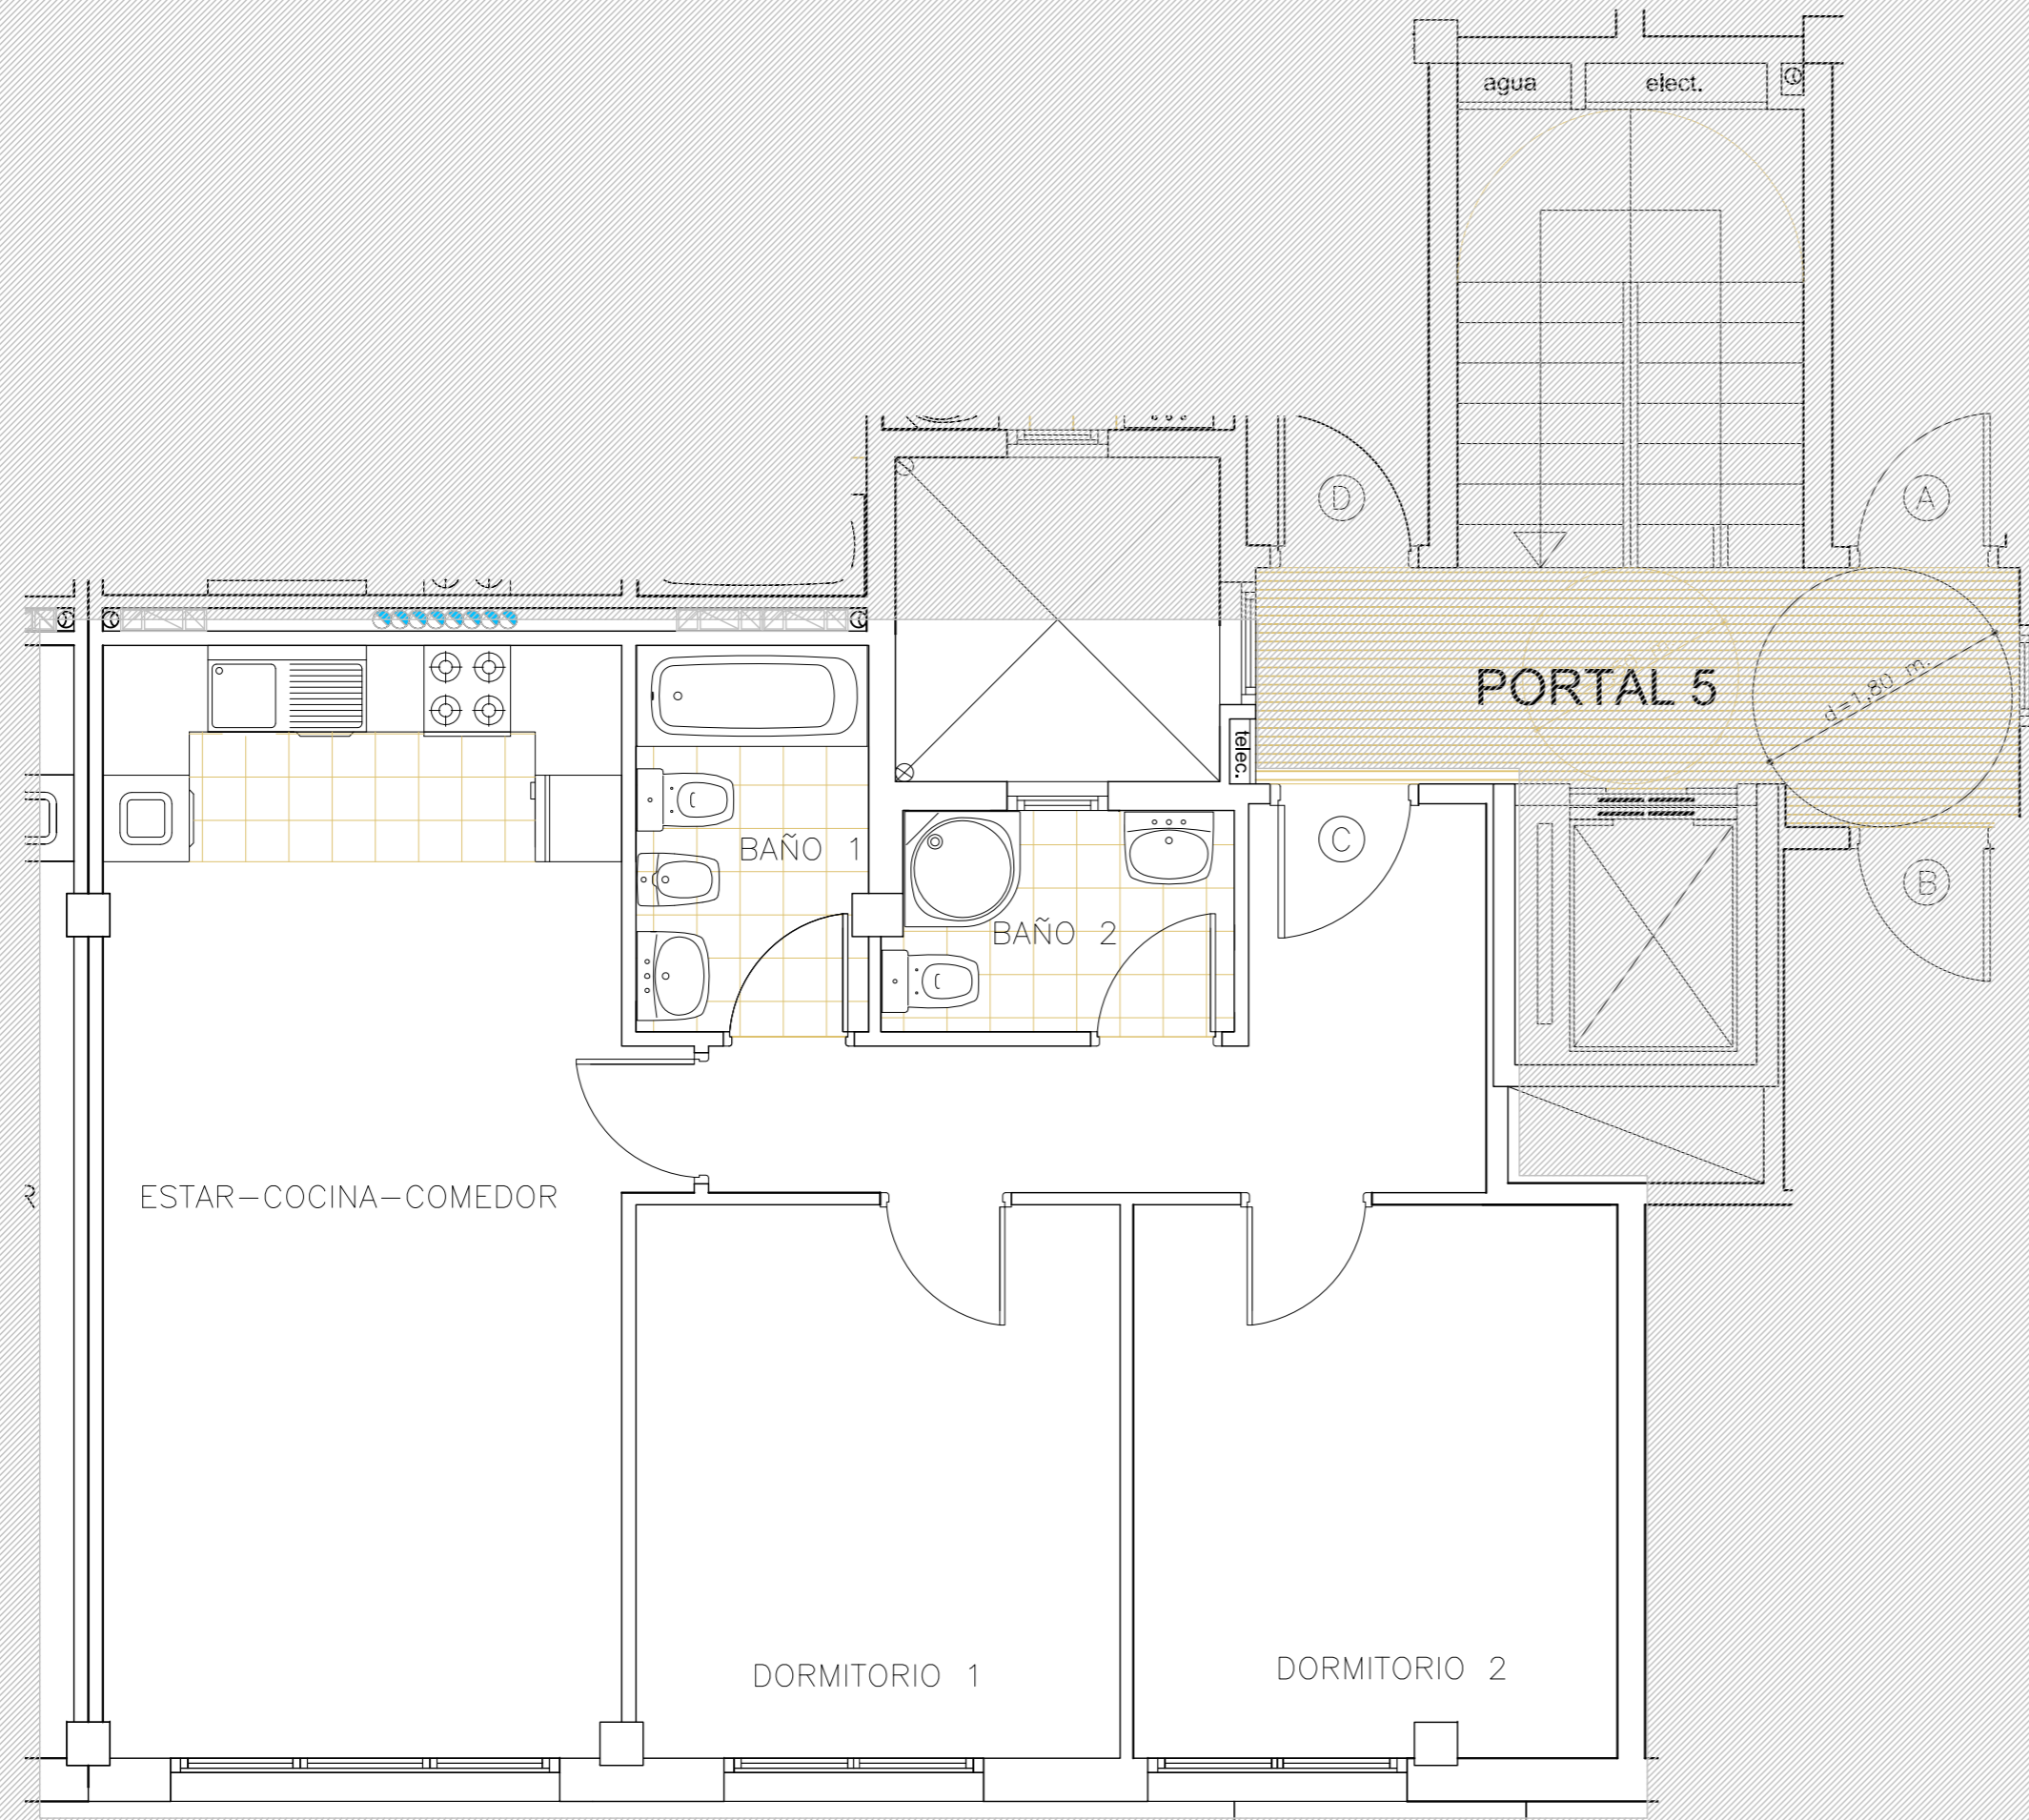 agua
elect.
D
A
PORTAL 5
d=1,80 m.
telec.
C
BAÑO 1
B
BAÑO 2
R
ESTAR-COCINA-COMEDOR
DORMITORIO 1
DORMITORIO 2